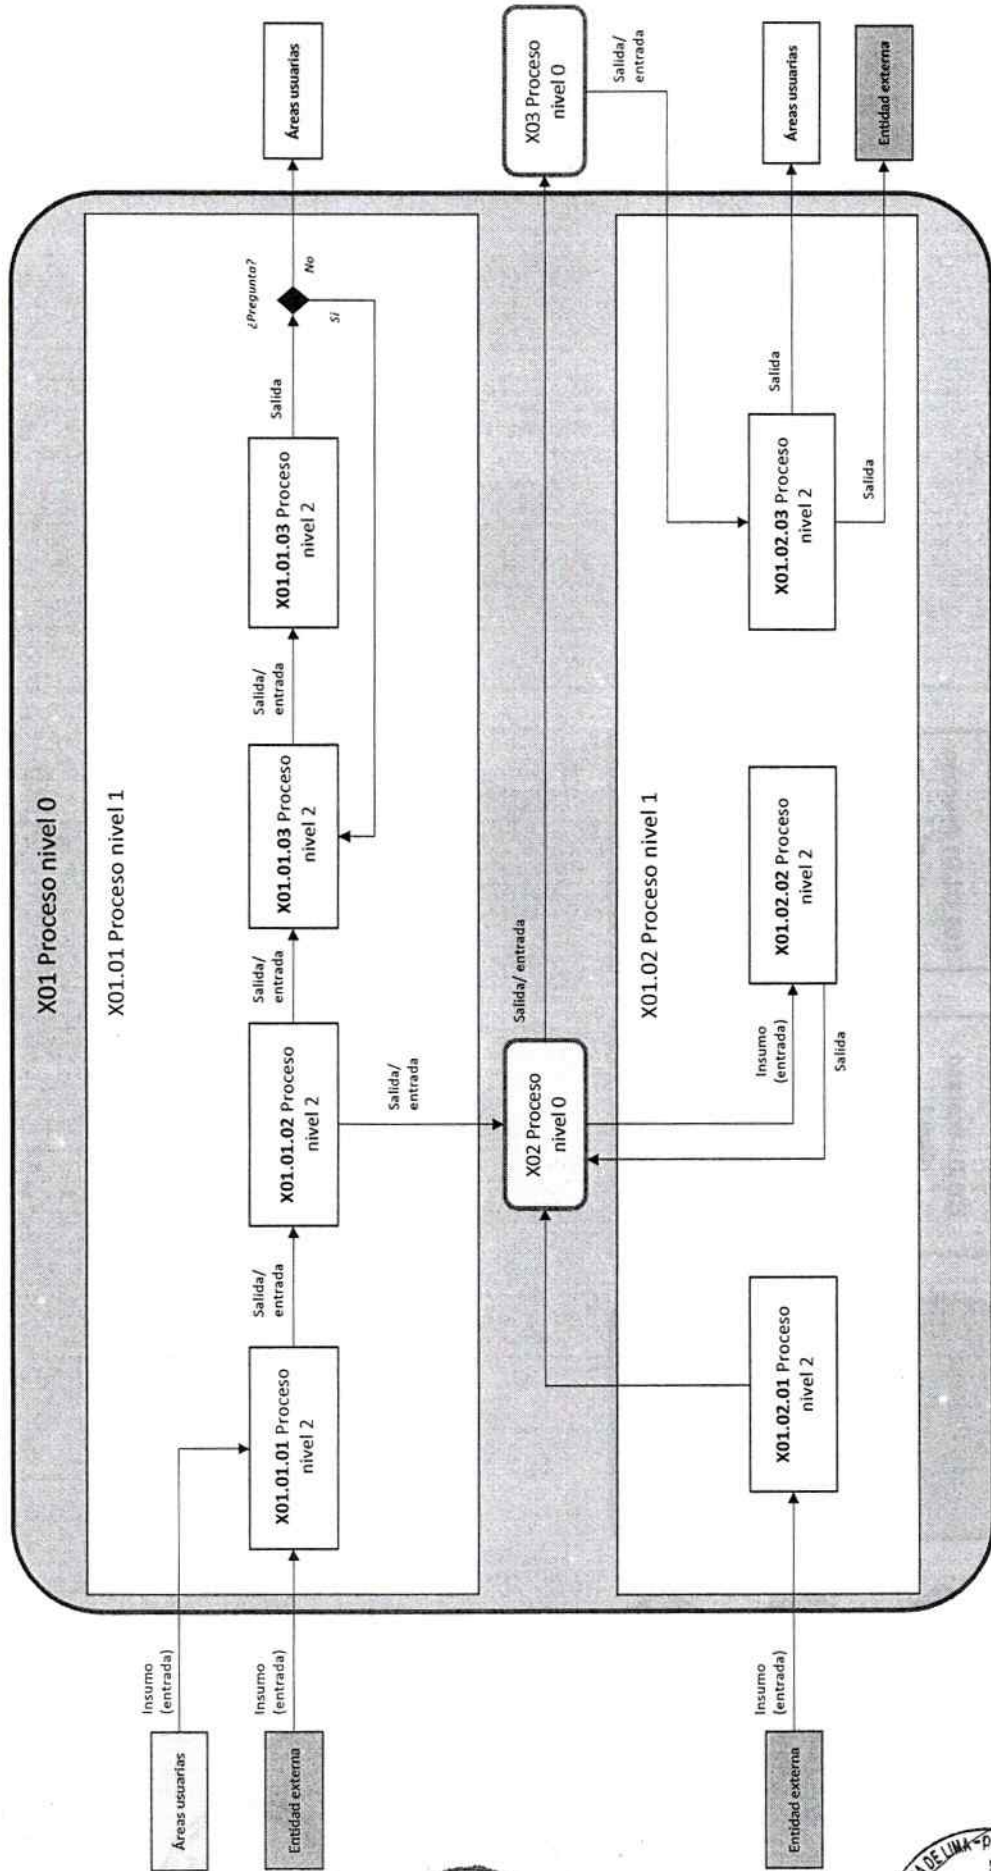 X01 Proceso nivel 0
X01.01 Proceso nivel 1
Áreas usuarias
Insumo
(entrada)
Entidad externa
Insumo
(entrada)
X01.01.01 Proceso
nivel 2
Salida/
entrada
X01.01.02 Proceso
nivel 2
Salida/
entrada
X01.01.03 Proceso
nivel 2
Salida/
entrada
X01.01.03 Proceso
nivel 2
Salida
¿Pregunta?
No
Si
Áreas usuarias
Salida/
entrada
X02 Proceso
nivel 0
Salida/ entrada
X03 Proceso
nivel 0
Salida/
entrada
X01.02 Proceso nivel 1
Entidad externa
Insumo
(entrada)
X01.02.01 Proceso
nivel 2
Insumo
(entrada)
Salida
X01.02.02 Proceso
nivel 2
X01.02.03 Proceso
nivel 2
Salida
Áreas usuarias
Salida
Entidad externa
DE LIMA